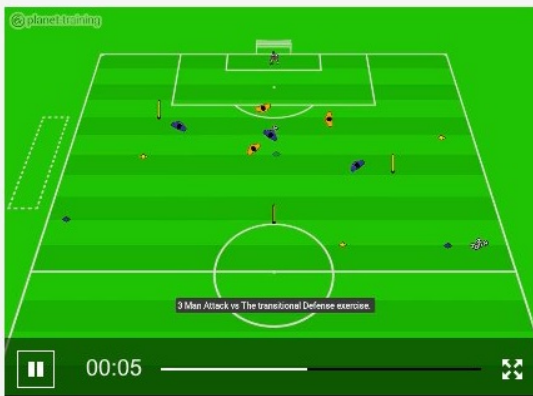 planet.training
3 Man Attack vs The transitional Defense exercise.
00:05